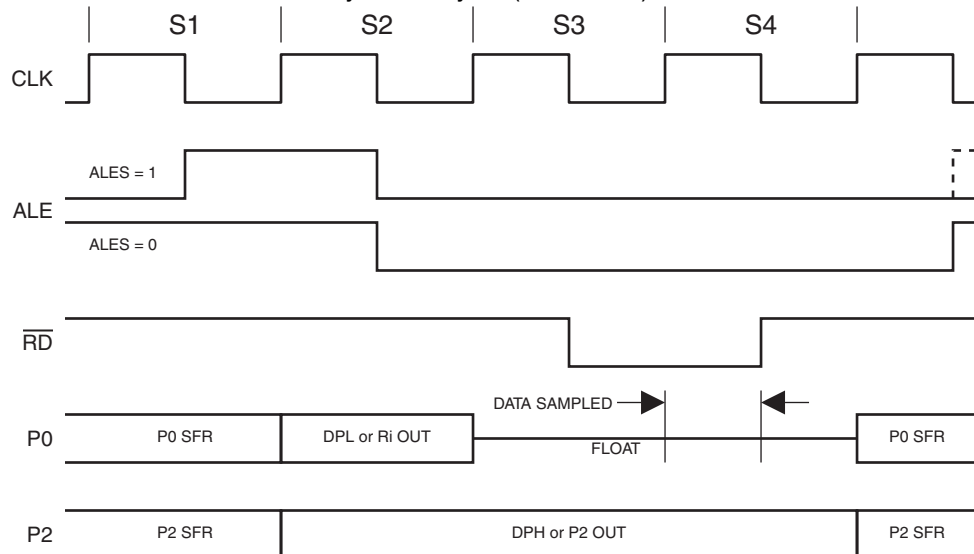 S1 S2 S3 S4
CLK
ALES = 1
ALE
ALES = 0
RD
DATA SAMPLED
P0 P0 SFR DPL or Ri OUT FLOAT P0 SFR
P2 P2 SFR DPH or P2 OUT P2 SFR